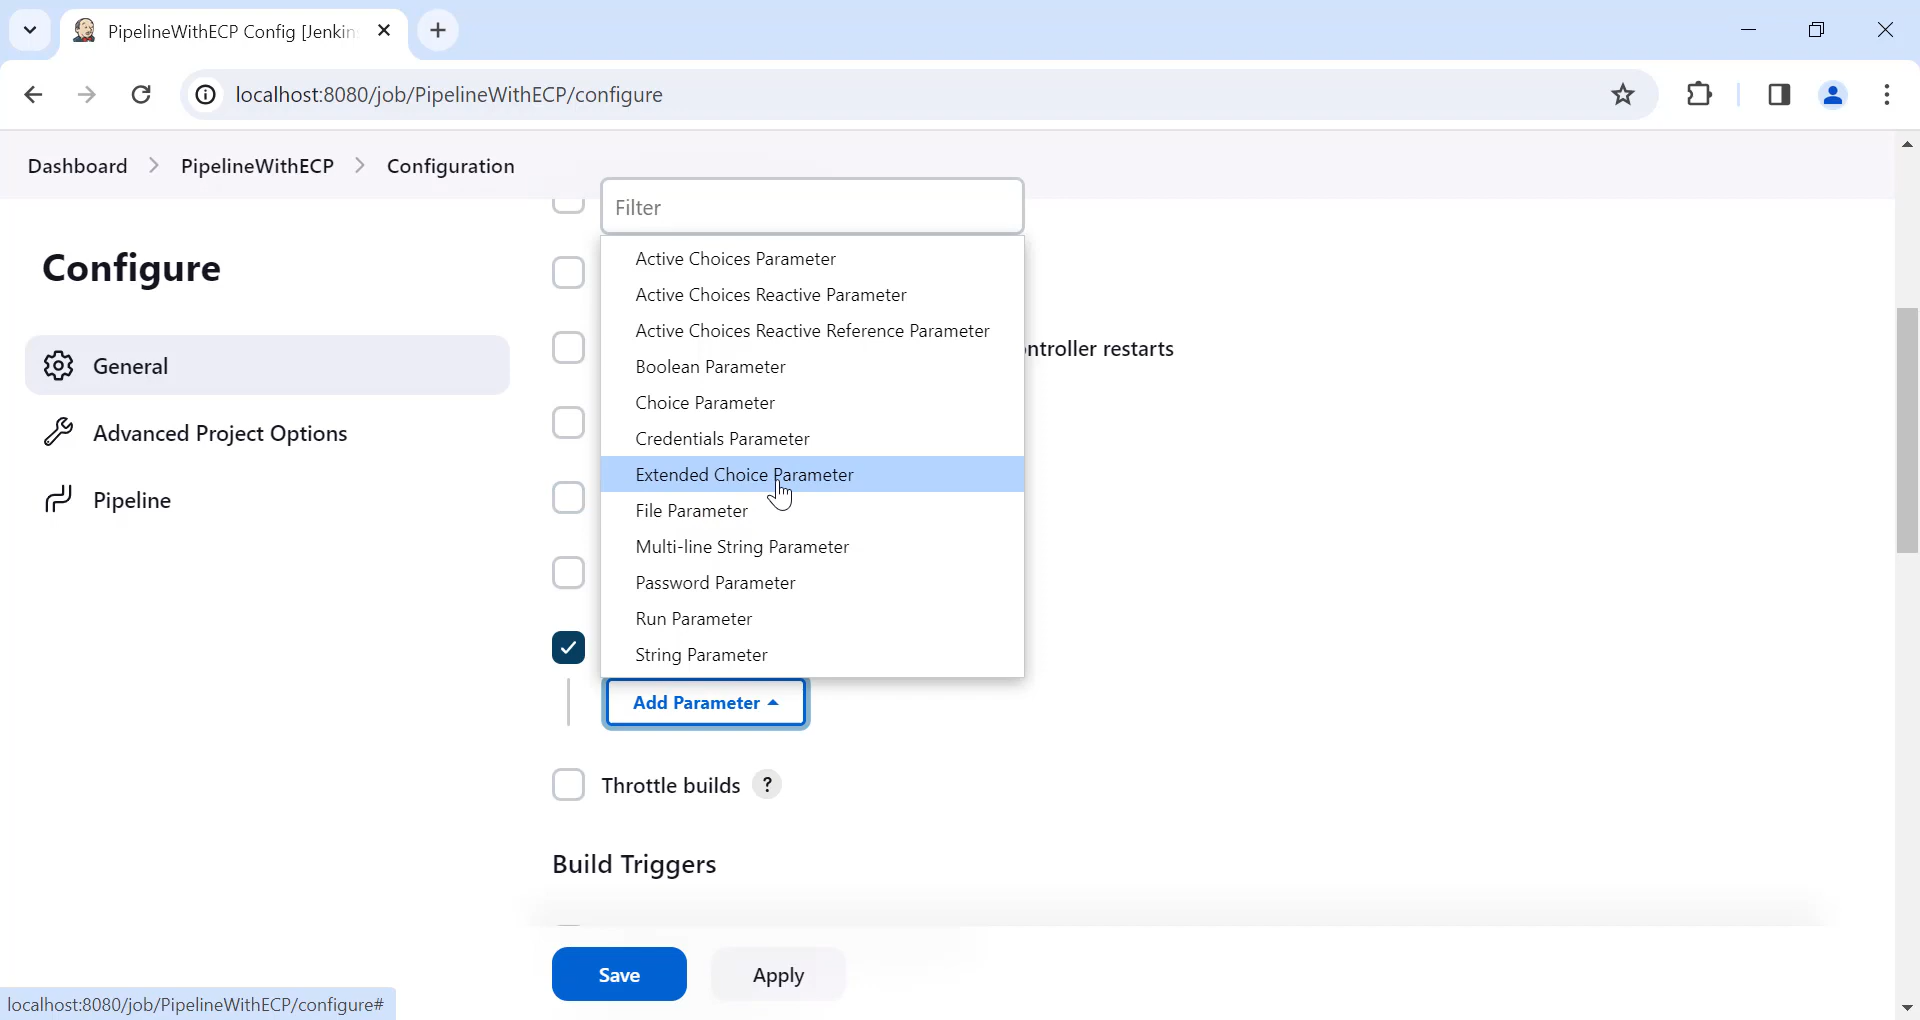 PipelineWithECP Config [Jenkin
localhost:8080/job/PipelineWithECP/configure
Dashboard > PipelineWithECP > Configuration
Filter
Configure
Active Choices Parameter
Active Choices Reactive Parameter
Active Choices Reactive Reference Parameter
ntroller restarts
General
Boolean Parameter
Choice Parameter
Advanced Project Options
Credentials Parameter
Extended Choice Parameter
Pipeline
File Parameter
Multi-line String Parameter
Password Parameter
Run Parameter
String Parameter
Add Parameter
Throttle builds ?
Build Triggers
Save Apply
localhost:8080/job/PipelineWithECP/configure#